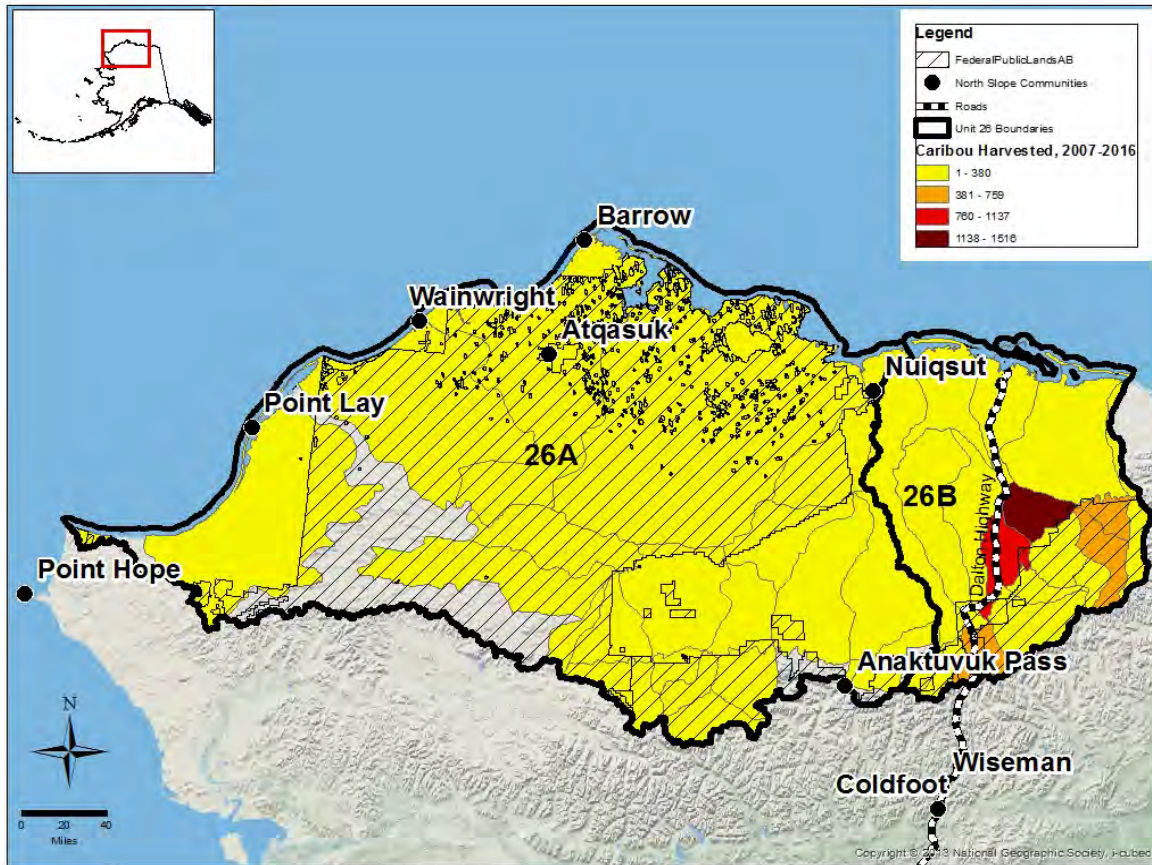 Legend
FederalPublicLandsAB
North Slope Communities
Roads
Unit 26 Boundaries
Caribou Harvested, 2007-2016
1 - 380
381 - 759
760 - 1137
1138 - 1516
Barrow
Wainwright
Atqasuk
Nuiqsut
Point Lay
26A
26B
Dalton Highway
Point Hope
Anaktuvuk Pass
N
Wiseman
Coldfoot
0 20 40
Miles
Copyright © 2013 National Geographic Society, i-cubed